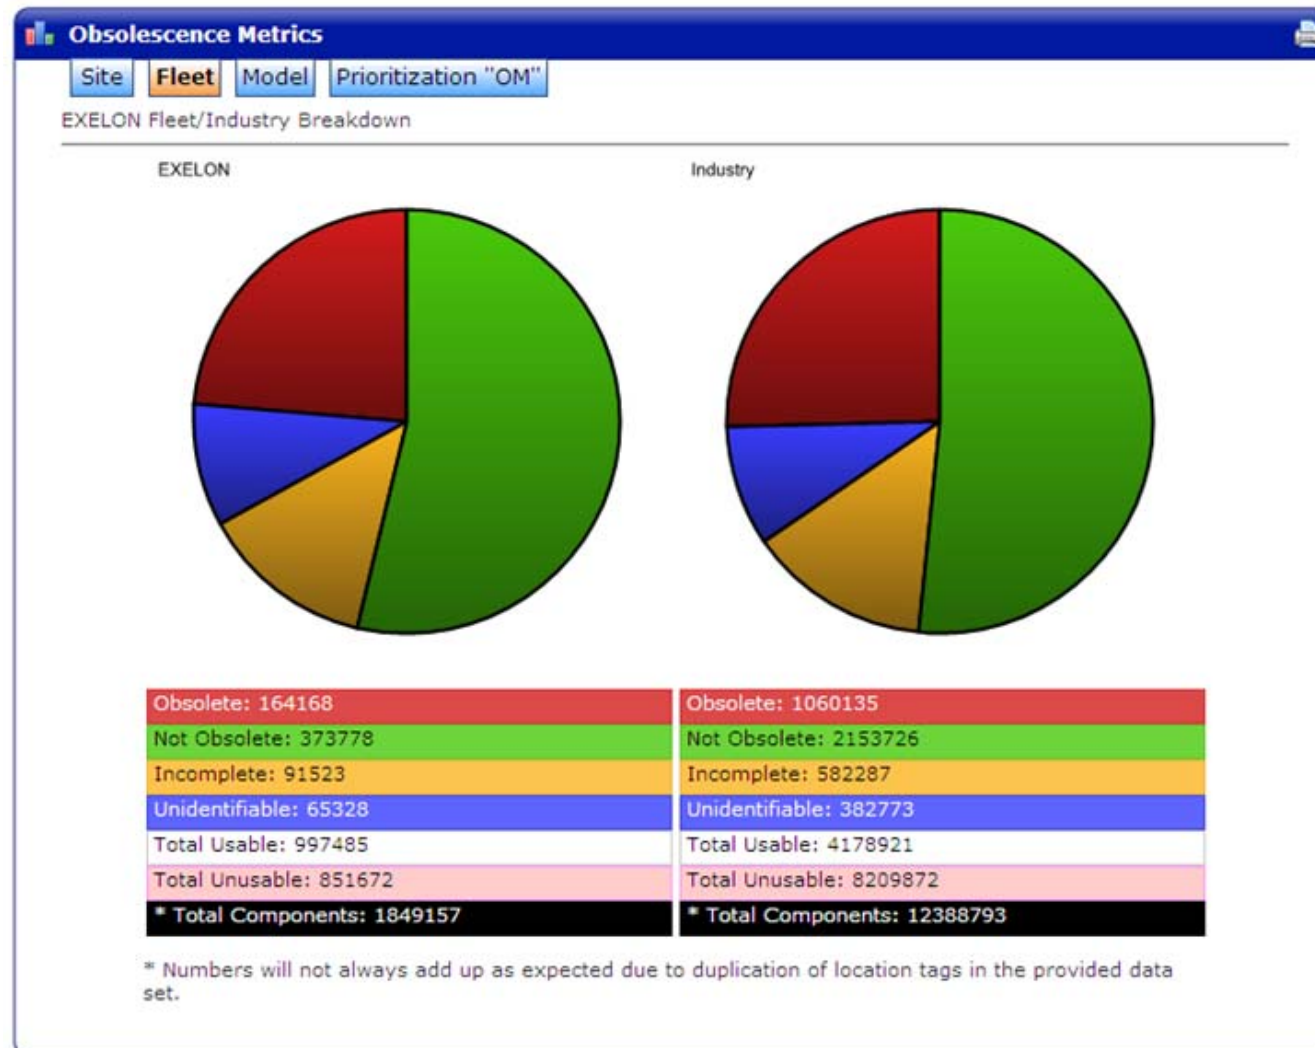 Obsolescence Metrics
Site Fleet Model Prioritization "OM"
EXELON Fleet/Industry Breakdown
EXELON
Industry
Obsolete: 164168
Not Obsolete: 373778
Incomplete: 91523
Unidentifiable: 65328
Total Usable: 997485
Total Unusable: 851672
* Total Components: 1849157
Obsolete: 1060135
Not Obsolete: 2153726
Incomplete: 582287
Unidentifiable: 382773
Total Usable: 4178921
Total Unusable: 8209872
* Total Components: 12388793
* Numbers will not always add up as expected due to duplication of location tags in the provided data
set.